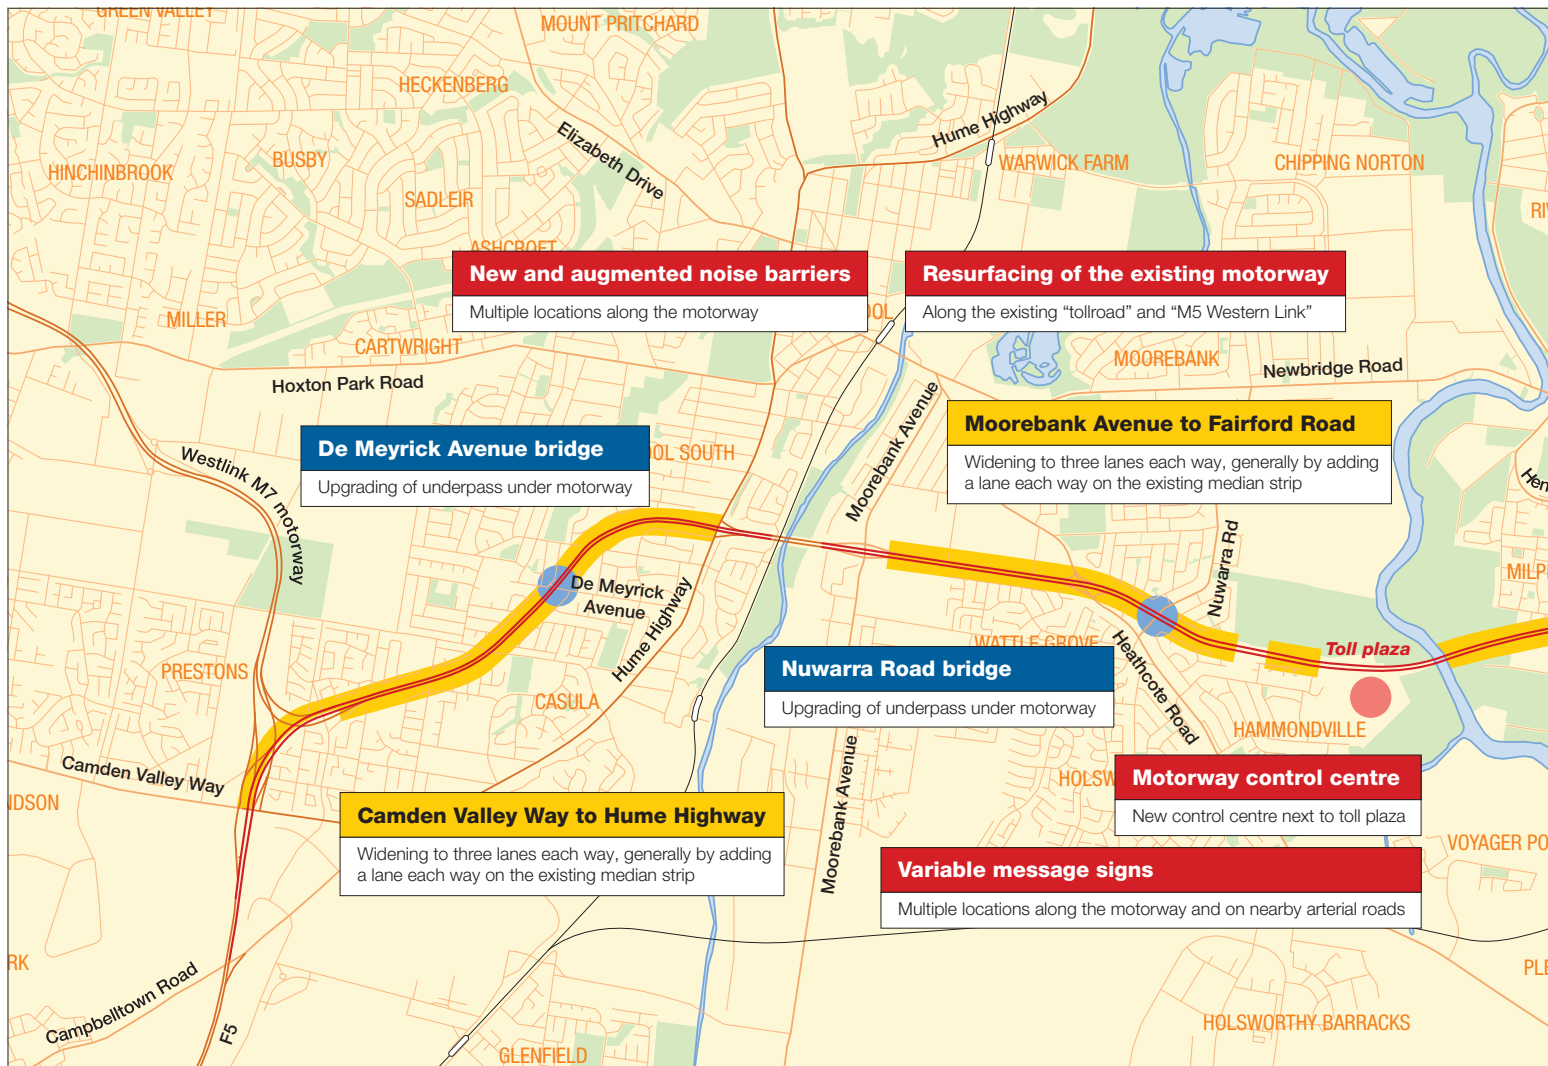 GREEN VALLEY
MOUNT PRITCHARD
HECKENBERG
Hume Highway
Elizabeth Drive
BUSBY
HINCHINBROOK
WARWICK FARM
CHIPPING NORTON
SADLEIR
ASHCROFT
New and augmented noise barriers
Multiple locations along the motorway
Resurfacing of the existing motorway
Along the existing “tollroad” and “M5 Western Link”
MILLER
CARTWRIGHT
MOOREBANK
Hoxton Park Road
Newbridge Road
Moorebank Avenue
Moorebank Avenue to Fairford Road
Widening to three lanes each way, generally by adding
a lane each way on the existing median strip
De Meyrick Avenue bridge
Upgrading of underpass under motorway
OOL SOUTH
Westlink M7 motorway
Nuwarra Rd
De Meyrick
Avenue
Hume Highway
WATTLE GROVE
Toll plaza
Heathcote Road
Nuwarra Road bridge
Upgrading of underpass under motorway
PRESTONS
CASULA
HAMMONDVILLE
Camden Valley Way
Motorway control centre
New control centre next to toll plaza
HOLSW
NDSON
Camden Valley Way to Hume Highway
Widening to three lanes each way, generally by adding
a lane each way on the existing median strip
Moorebank Avenue
VOYAGER PO
Variable message signs
Multiple locations along the motorway and on nearby arterial roads
RK
PLE
Campbelltown Road
F5
HOLSWORTHY BARRACKS
GLENFIELD